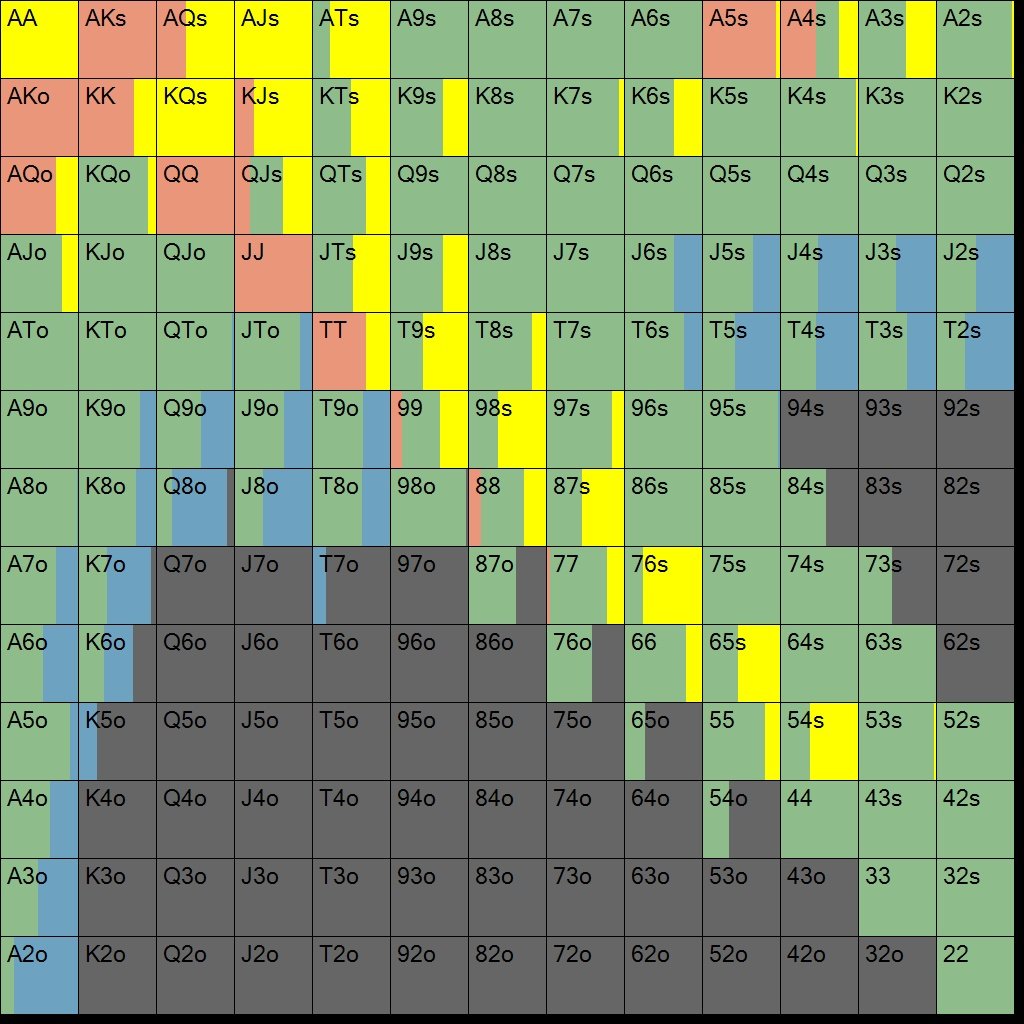 AA AKs AQs AJs ATs A9s A8s A7s A6s A5s A4s A3s A2s
AKo KK KQs KJs KTs K9s K8s K7s K6s K5s K4s K3s K2s
AQo KQo QQ QJs QTs Q9s Q8s Q7s Q6s Q5s Q4s Q3s Q2s
AJo KJo QJo JJ JTs J9s J8s J7s J6s J5s J4s J3s J2s
ATo KTo QTo JTo TT T9s T8s T7s T6s T5s T4s T3s T2s
A9o K9o Q9o J9o T9o 99 98s 97s 96s 95s 94s 93s 92s
A8o K8o Q8o J8o T8o 98o 88 87s 86s 85s 84s 83s 82s
A7o K7o Q7o J7o T7o 97o 87o 77 76s 75s 74s 73s 72s
A6o K6o Q6o J6o T6o 96o 86o 76o 66 65s 64s 63s 62s
A5o K5o Q5o J5o T5o 95o 85o 75o 65o 55 54s 53s 52s
A4o K4o Q4o J4o T4o 94o 84o 74o 64o 54o 44 43s 42s
A3o K3o Q3o J3o T3o 93o 83o 73o 63o 53o 43o 33 32s
A2o K2o Q2o J2o T2o 92o 82o 72o 62o 52o 42o 32o 22